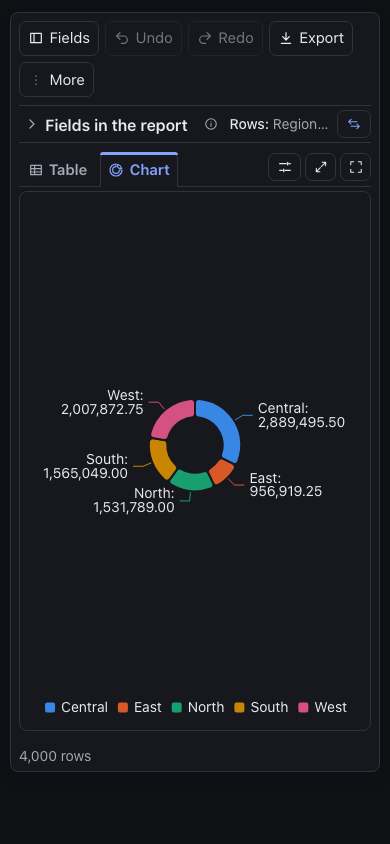 Fields
Undo
Redo
Export
More
Fields in the report
Rows: Region...
Table
Chart
West:
2,007,872.75
Central:
2,889,495.50
South:
1,565,049.00
East:
956,919.25
North:
1,531,789.00
Central
East
North
South
West
4,000 rows